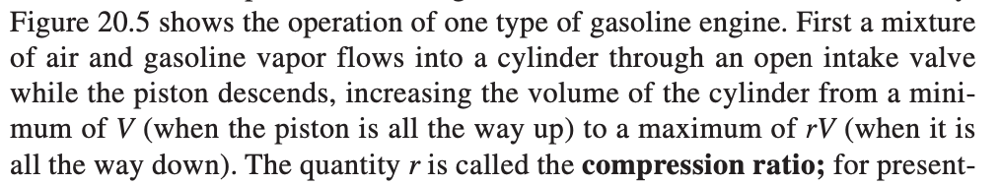 Figure 20.5 shows the operation of one type of gasoline engine. First a mixture
of air and gasoline vapor flows into a cylinder through an open intake valve
while the piston descends, increasing the volume of the cylinder from a mini-
mum of V (when the piston is all the way up) to a maximum of rV (when it is
all the way down). The quantity r is called the compression ratio; for present-